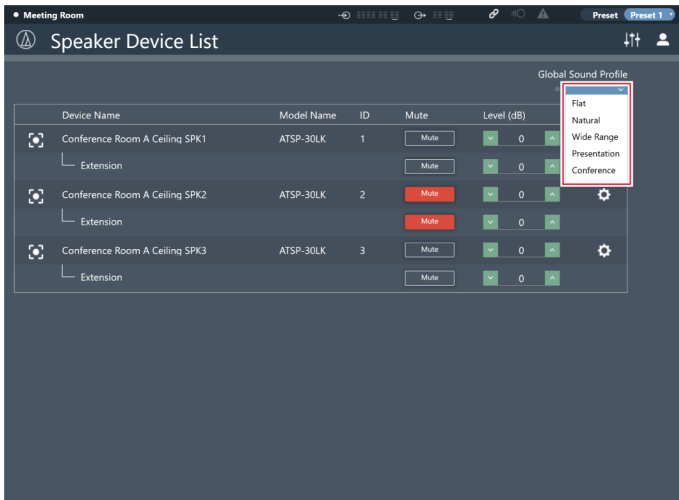 Meeting Room Preset Preset 1
Speaker Device List
Global Sound Profile
Flat
Natural
Wide Range
Presentation
Conference
Device Name Model Name ID Mute Level (dB)
Conference Room A Ceiling SPK1 ATSP-30LK 1 Mute 0
Extension Mute 0
Conference Room A Ceiling SPK2 ATSP-30LK 2 Mute 0
Extension Mute 0
Conference Room A Ceiling SPK3 ATSP-30LK 3 Mute 0
Extension Mute 0